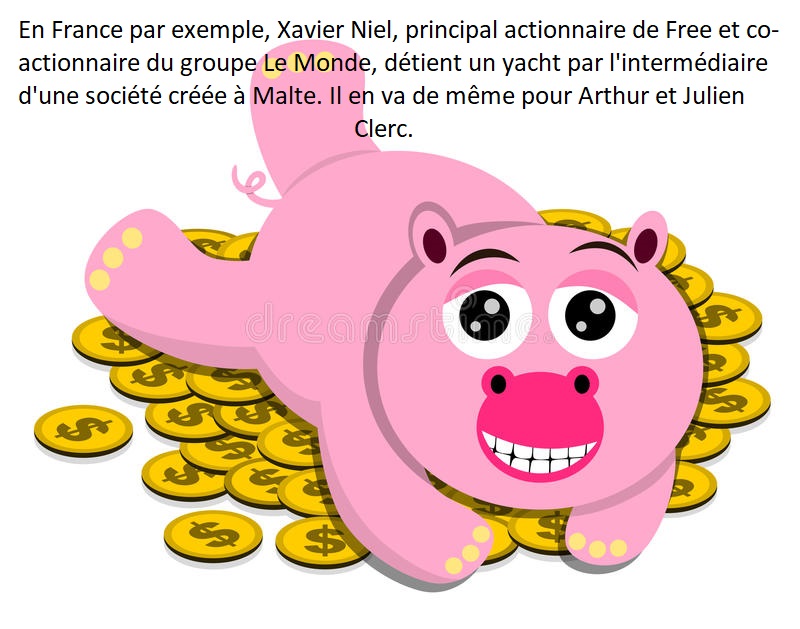 En France par exemple, Xavier Niel, principal actionnaire de Free et co-
actionnaire du groupe Le Monde, détient un yacht par l'intermédiaire
d'une société créée à Malte. Il en va de même pour Arthur et Julien
Clerc.
dreamstime